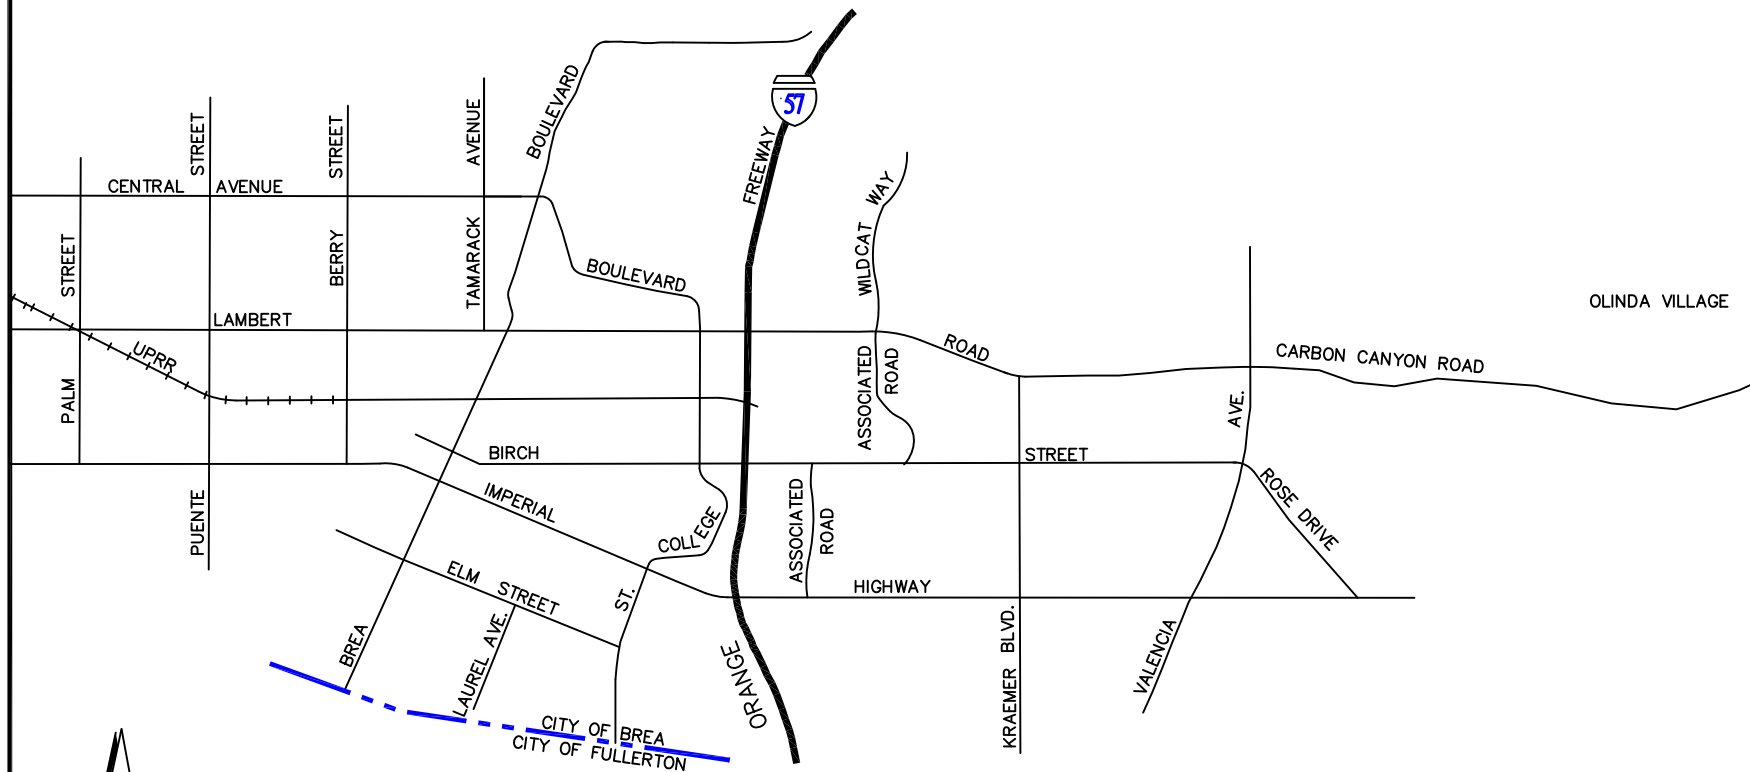 57
BOULEVARD
FREEWAY
STREET
STREET
AVENUE
CENTRAL AVENUE
WILDCAT WAY
STREET
BERRY
TAMARACK
BOULEVARD
OLINDA VILLAGE
LAMBERT
ROAD
UPRR
CARBON CANYON ROAD
PALM
ASSOCIATED
ROAD
AVE.
BIRCH
STREET
IMPERIAL
PUENTE
COLLEGE
ASSOCIATED
ROAD
ROSE DRIVE
ELM STREET
ST.
HIGHWAY
BREA
LAUREL AVE.
ORANGE
KRAEMER BLVD.
VALENCIA
CITY OF BREA
CITY OF FULLERTON